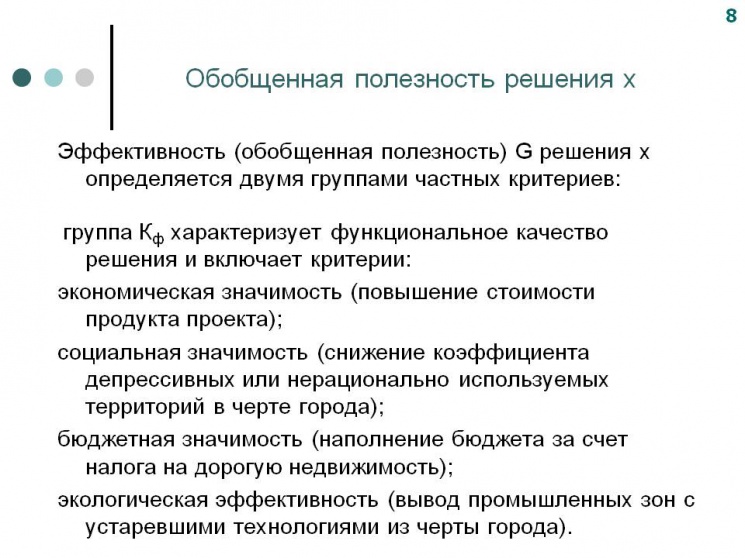 8
Обобщенная полезность решения х
Эффективность (обобщенная полезность) G решения х
определяется двумя группами частных критериев:
группа Кф характеризует функциональное качество
решения и включает критерии:
экономическая значимость (повышение стоимости
продукта проекта);
социальная значимость (снижение коэффициента
депрессивных или нерационально используемых
территорий в черте города);
бюджетная значимость (наполнение бюджета за счет
налога на дорогую недвижимость);
экологическая эффективность (вывод промышленных зон с
устаревшими технологиями из черты города).